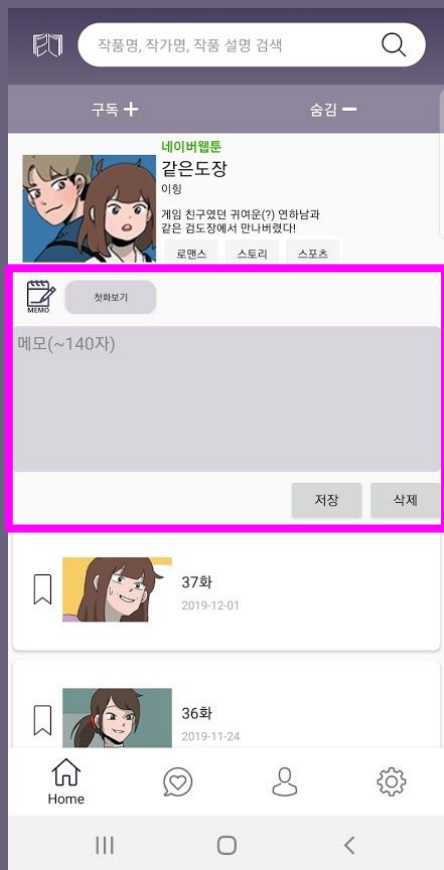 작품명, 작가명, 작품 설명 검색
구독 +
숨김 -
네이버웹툰
같은도장
이힝
게임 친구였던 귀여운(?) 연하남과
같은 검도장에서 만나버렸다!
로맨스 스토리 스포츠
MEMO
첫화보기
메모(~140자)
저장 삭제
37화
2019-12-01
36화
2019-11-24
Home